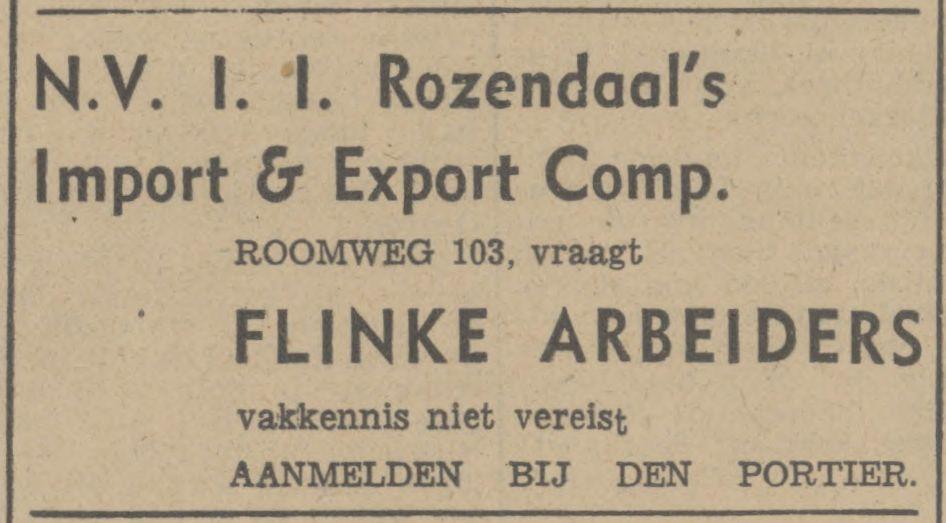 N.V. I. I. Rozendaal's
Import & Export Comp.
ROOMWEG 103, vraagt
FLINKE ARBEIDERS
vakkennis niet vereist
AANMELDEN BIJ DEN PORTIER.